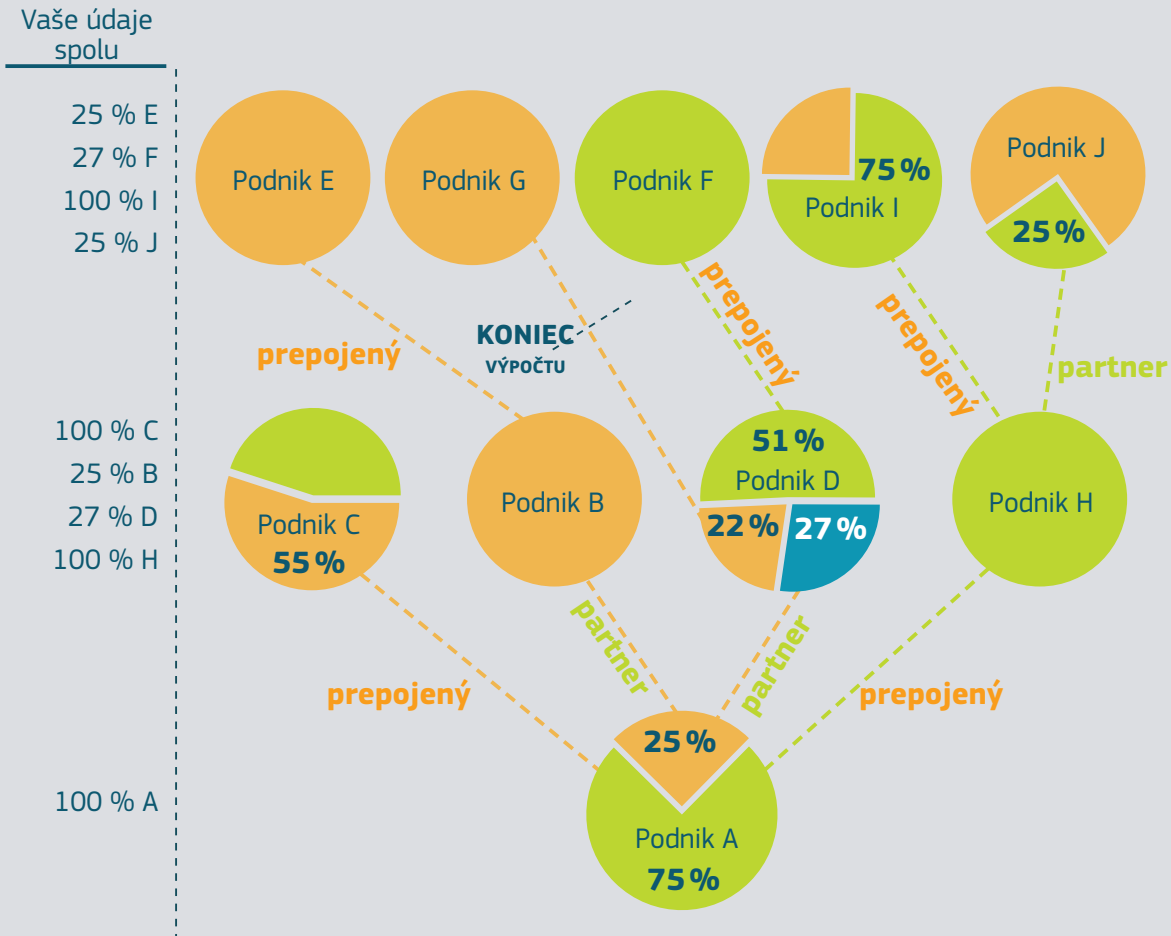 Vaše údaje
spolu
25 % E
27 % F
100 % I
25 % J
Podnik E
Podnik G
Podnik F
75 %
Podnik I
Podnik J
25 %
prepojený
KONIEC
VÝPOČTU
prepojený
prepojený
partner
100 % C
25 % B
27 % D
100 % H
Podnik C
55 %
Podnik B
51 %
Podnik D
22 %
27 %
Podnik H
prepojený
partner
partner
prepojený
100 % A
25 %
Podnik A
75 %